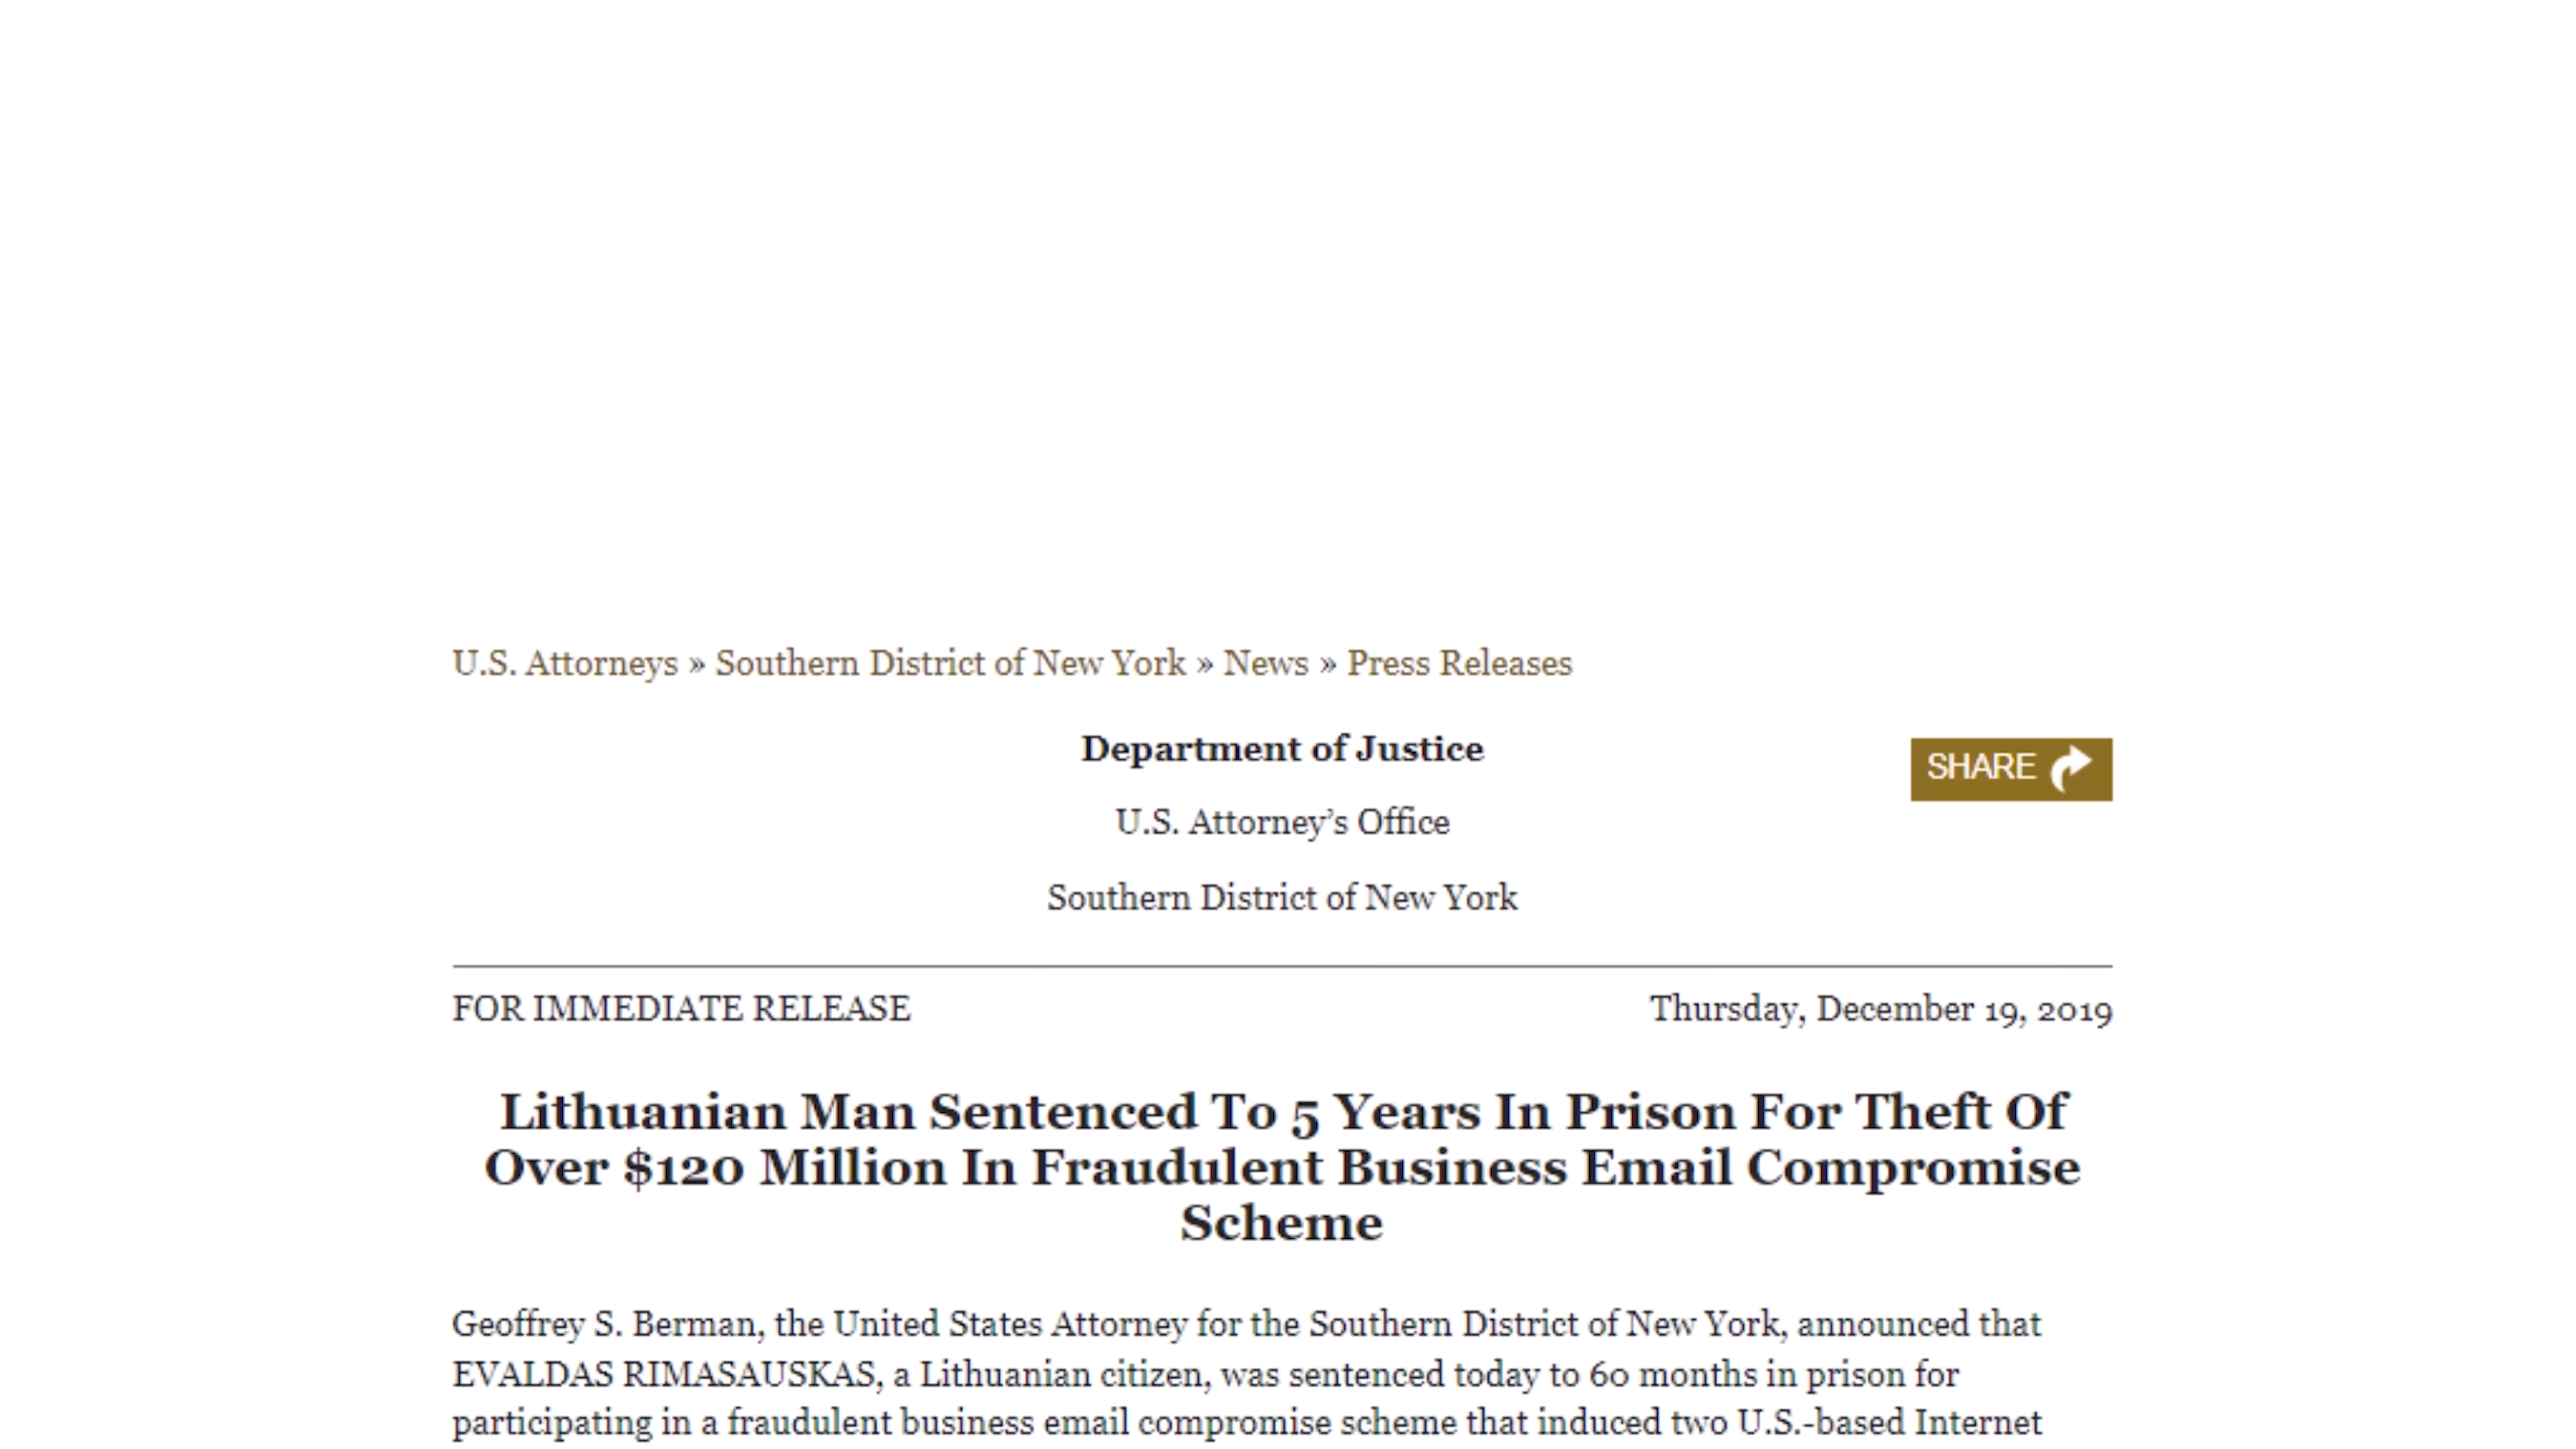 U.S. Attorneys » Southern District of New York » News » Press Releases
Department of Justice
SHARE
U.S. Attorney’s Office
Southern District of New York
FOR IMMEDIATE RELEASE Thursday, December 19, 2019
Lithuanian Man Sentenced To 5 Years In Prison For Theft Of
Over $120 Million In Fraudulent Business Email Compromise
Scheme
Geoffrey S. Berman, the United States Attorney for the Southern District of New York, announced that
EVALDAS RIMASAUSKAS, a Lithuanian citizen, was sentenced today to 60 months in prison for
participating in a fraudulent business email compromise scheme that induced two U.S.-based Internet